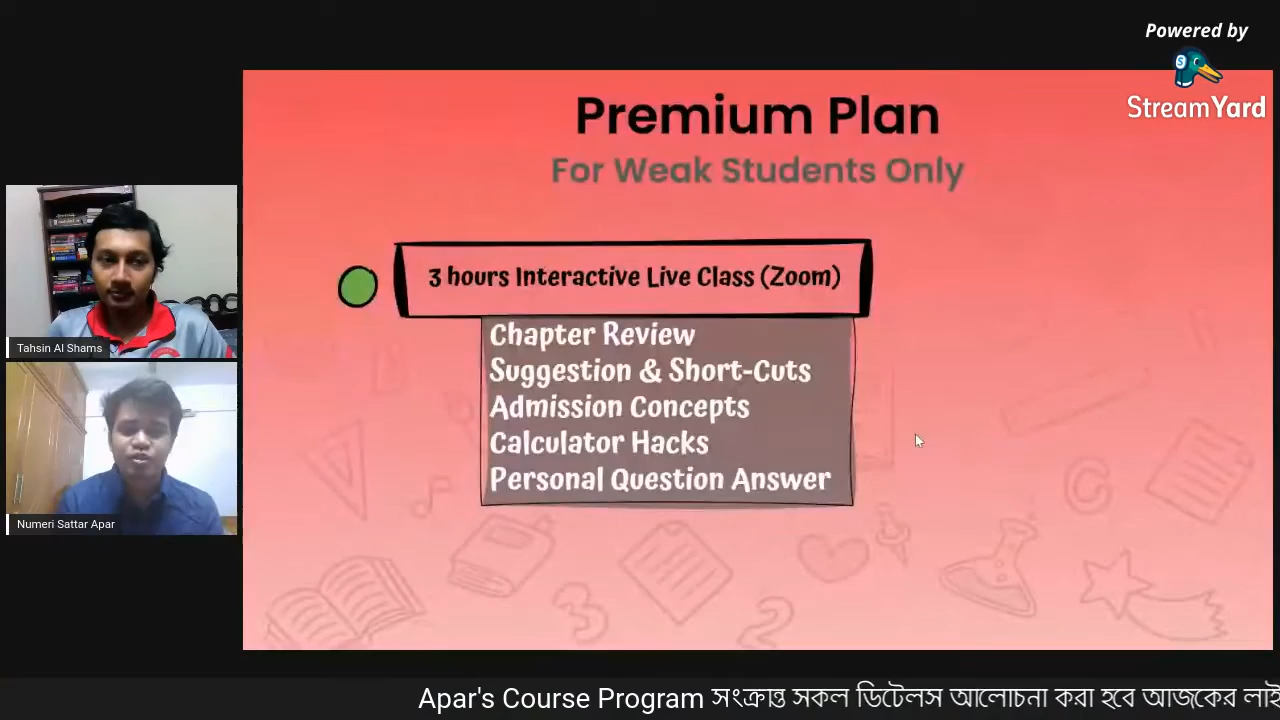 Powered by
StreamYard
Premium Plan
For Weak Students Only
3 hours Interactive Live Class (Zoom)
Chapter Review
Suggestion & Short-Cuts
Admission Concepts
Calculator Hacks
Personal Question Answer
Tahsin Al Shams
Numeri Sattar Apar
Apar's Course Program সংক্রান্ত সকল ডিটেলস আলোচনা করা হবে আজকের